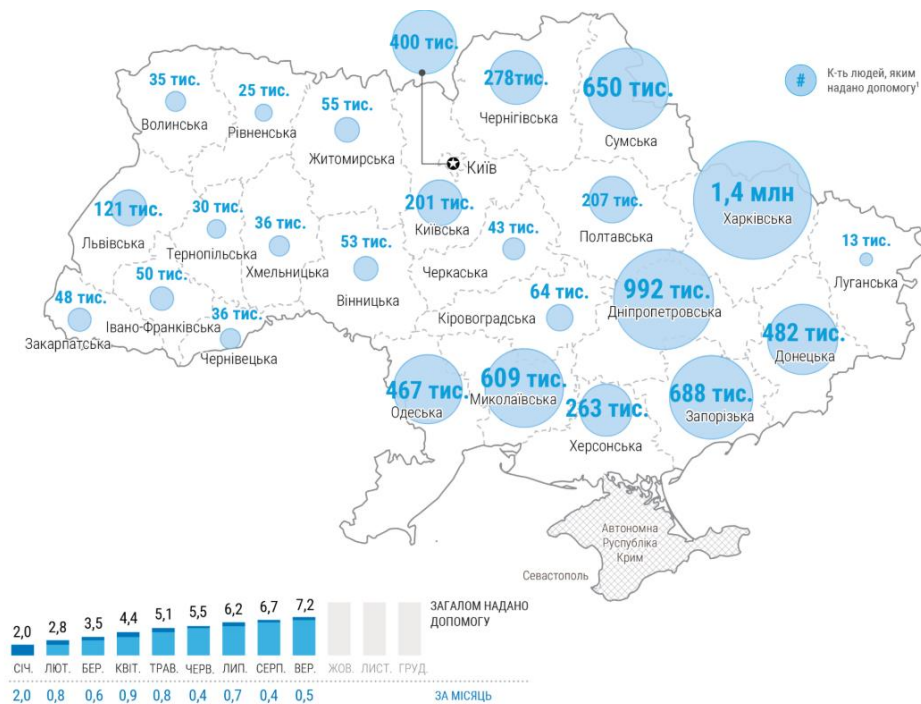 400 тис.
35 тис.
Волинська
25 тис.
Рівненська
55 тис.
Житомирська
278тис.
Чернігівська
650 тис.
Сумська
#
К-ть людей, яким
надано допомогу¹
Київ
121 тис.
Львівська
30 тис.
Тернопільська
36 тис.
Хмельницька
201 тис.
Київська
43 тис.
Черкаська
207 тис.
Полтавська
1,4 млн
Харківська
13 тис.
Луганська
48 тис.
Закарпатська
50 тис.
Івано-Франківська
36 тис.
Чернівецька
53 тис.
Вінницька
64 тис.
Кіровоградська
992 тис.
Дніпропетровська
482 тис.
Донецька
467 тис.
Одеська
609 тис.
Миколаївська
263 тис.
Херсонська
688 тис.
Запорізька
Автономна
Руспубліка
Крим
Севастополь
2,0 2,8 3,5 4,4 5,1 5,5 6,2 6,7 7,2
ЗАГАЛОМ НАДАНО
ДОПОМОГУ
СІЧ. ЛЮТ. БЕР. КВІТ. ТРАВ. ЧЕРВ. ЛИП. СЕРП. ВЕР. ЖОВ. ЛИСТ. ГРУД.
2,0 0,8 0,6 0,9 0,8 0,4 0,7 0,4 0,5 ЗА МІСЯЦЬ